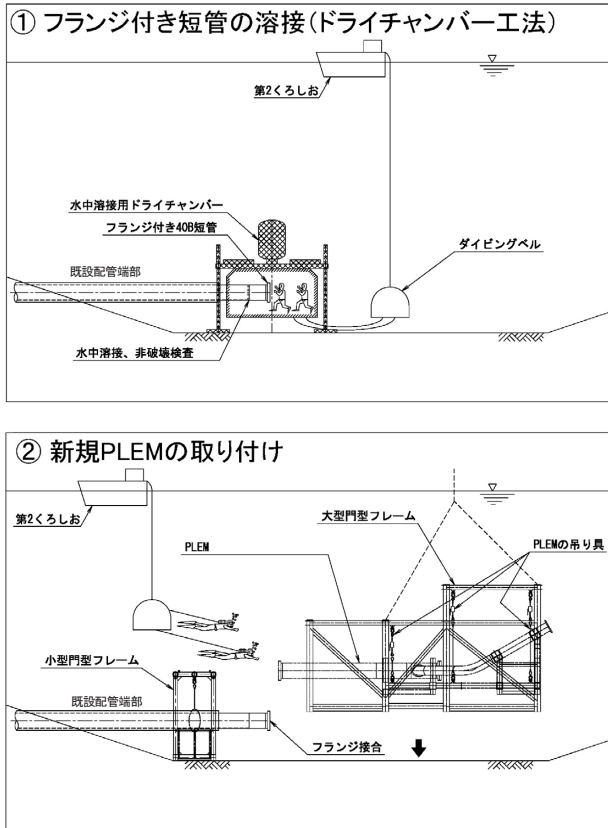 ① フランジ付き短管の溶接(ドライチャンバー工法)
第2くろしお
水中溶接用ドライチャンバー
フランジ付き40B短管
既設配管端部
ダイビングベル
水中溶接、非破壊検査
② 新規PLEMの取り付け
第2くろしお
大型門型フレーム
PLEM
PLEMの吊り具
小型門型フレーム
既設配管端部
フランジ接合